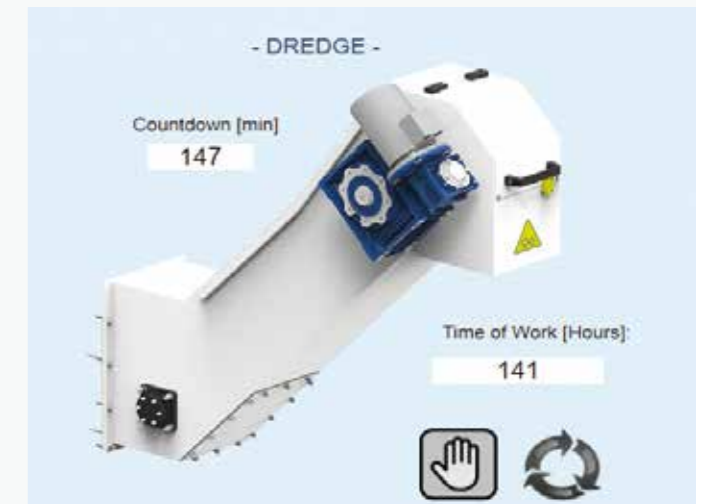 - DREDGE -
Countdown [min]
147
Time of Work [Hours]:
141